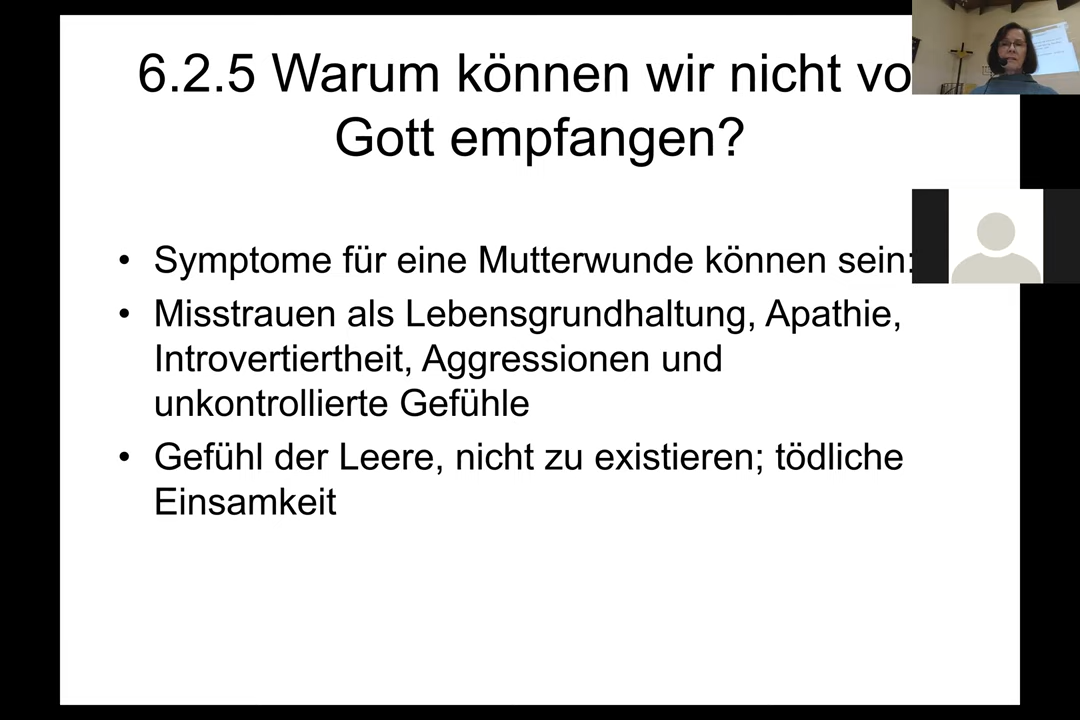 6.2.5 Warum können wir nicht vo
Gott empfangen?
• Symptome für eine Mutterwunde können sein:
• Misstrauen als Lebensgrundhaltung, Apathie,
Introvertiertheit, Aggressionen und
unkontrollierte Gefühle
• Gefühl der Leere, nicht zu existieren; tödliche
Einsamkeit